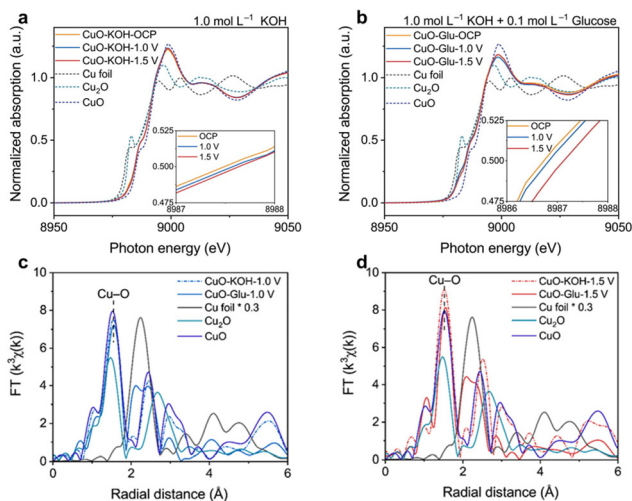 a
1.0 mol L⁻¹ KOH
CuO-KOH-OCP
CuO-KOH-1.0 V
CuO-KOH-1.5 V
Cu foil
Cu₂O
CuO
Normalized absorption (a.u.)
1.0
0.5
0.0
0.525
0.500
0.475
OCP
1.0 V
1.5 V
8987
8988
8950
9000
9050
Photon energy (eV)
b
1.0 mol L⁻¹ KOH + 0.1 mol L⁻¹ Glucose
CuO-Glu-OCP
CuO-Glu-1.0 V
CuO-Glu-1.5 V
Cu foil
Cu₂O
CuO
Normalized absorption (a.u.)
1.0
0.5
0.0
0.525
0.500
0.475
OCP
1.0 V
1.5 V
8986
8987
8988
8950
9000
9050
Photon energy (eV)
c
Cu–O
CuO-KOH-1.0 V
CuO-Glu-1.0 V
Cu foil * 0.3
Cu₂O
CuO
FT (k³χ(k))
10
8
6
4
2
0
0
2
4
6
Radial distance (Å)
d
Cu–O
CuO-KOH-1.5 V
CuO-Glu-1.5 V
Cu foil * 0.3
Cu₂O
CuO
FT (k³χ(k))
10
8
6
4
2
0
0
2
4
6
Radial distance (Å)